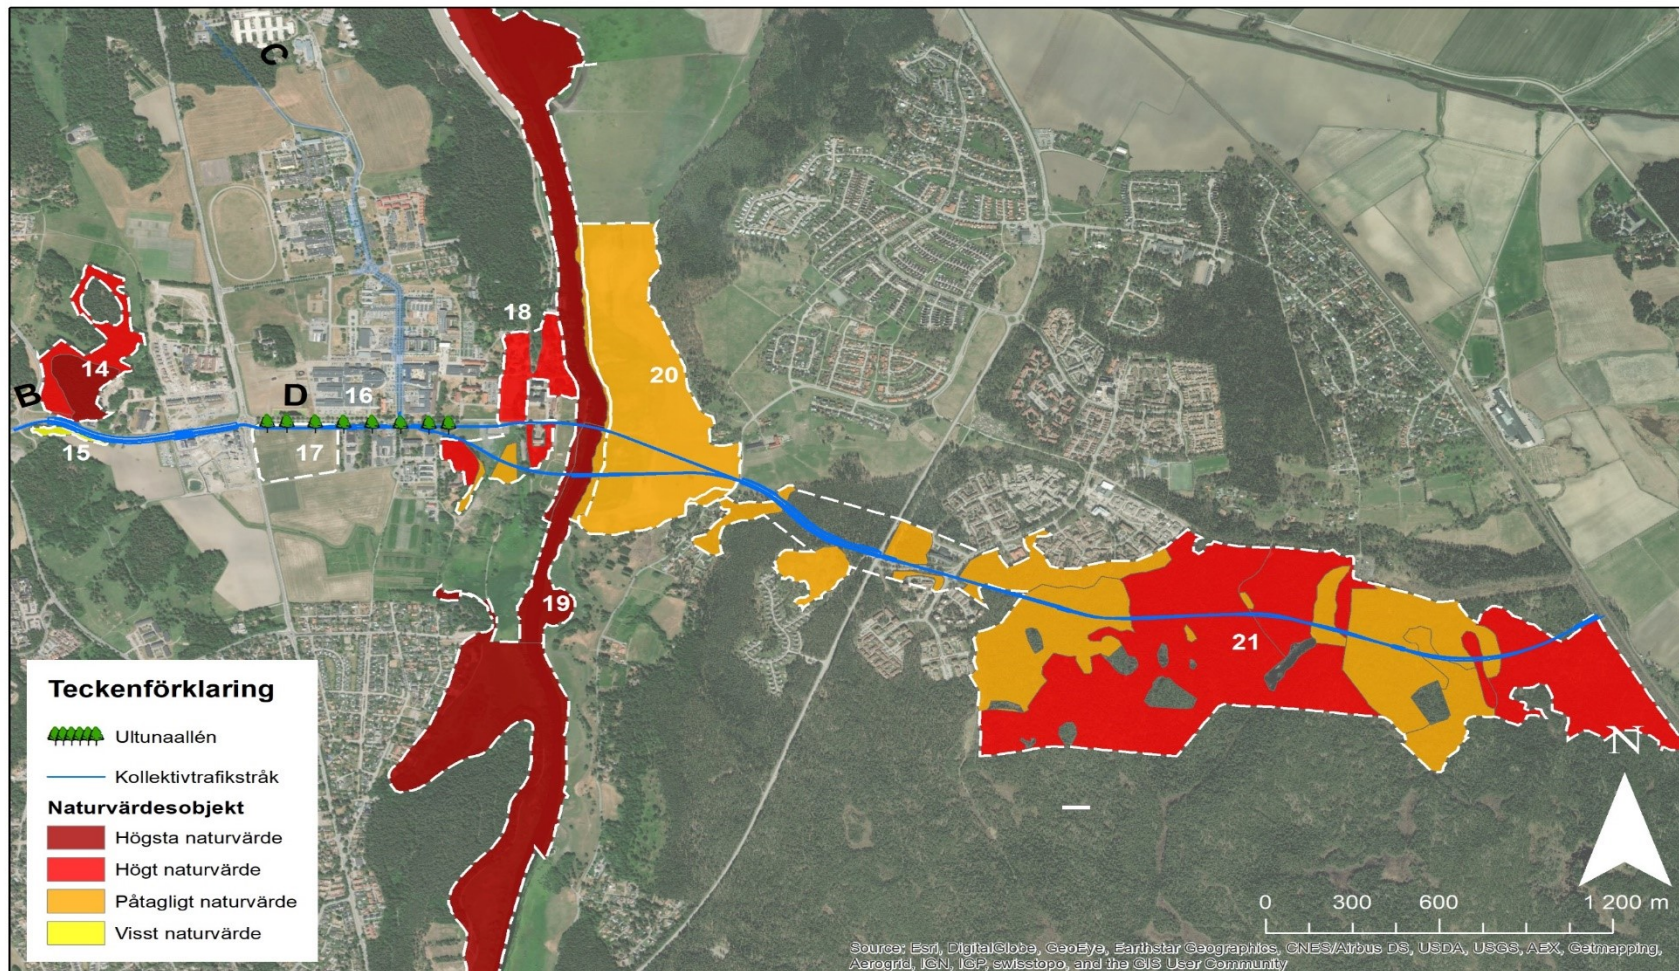 C
18
20
14
B
D
16
15
17
19
21
Teckenförklaring
Ultunaallén
Kollektivtrafikstråk
Naturvärdesobjekt
Högsta naturvärde
Högt naturvärde
Påtagligt naturvärde
Visst naturvärde
N
0 300 600 1 200 m
Source: Esri, DigitalGlobe, GeoEye, Earthstar Geographics, CNES/Airbus DS, USDA, USGS, AEX, Getmapping,
Aerogrid, IGN, IGP, swisstopo, and the GIS User Community